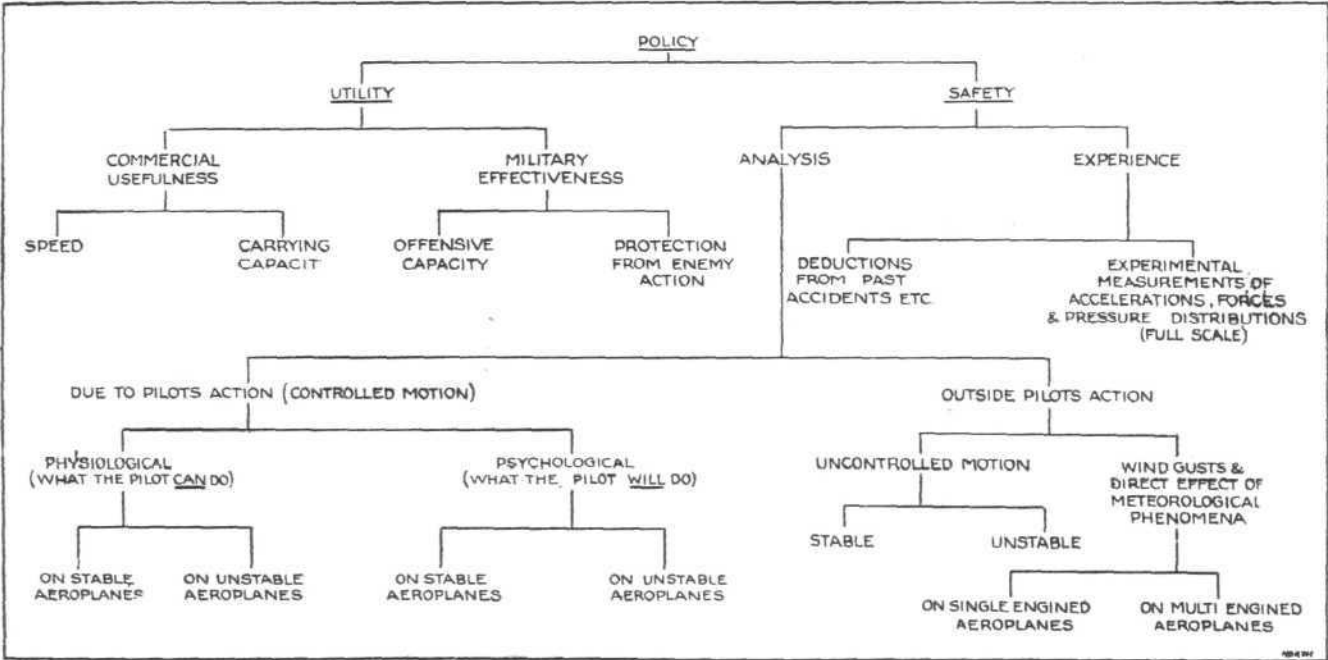 POLICY
UTILITY
SAFETY
COMMERCIAL
USEFULNESS
MILITARY
EFFECTIVENESS
ANALYSIS
EXPERIENCE
SPEED
CARRYING
CAPACIT
OFFENSIVE
CAPACITY
PROTECTION
FROM ENEMY
ACTION
DEDUCTIONS
FROM PAST
ACCIDENTS ETC
EXPERIMENTAL
MEASUREMENTS OF
ACCELERATIONS, FORCES
& PRESSURE DISTRIBUTIONS
(FULL SCALE)
DUE TO PILOTS ACTION (CONTROLLED MOTION)
OUTSIDE PILOTS ACTION
PHYSIOLOGICAL
(WHAT THE PILOT CAN DO)
PSYCHOLOGICAL
(WHAT THE PILOT WILL DO)
UNCONTROLLED MOTION
WIND GUSTS &
DIRECT EFFECT OF
METEOROLOGICAL
PHENOMENA
STABLE
UNSTABLE
ON STABLE
AEROPLANES
ON UNSTABLE
AEROPLANES
ON STABLE
AEROPLANES
ON UNSTABLE
AEROPLANES
ON SINGLE ENGINED
AEROPLANES
ON MULTI ENGINED
AEROPLANES